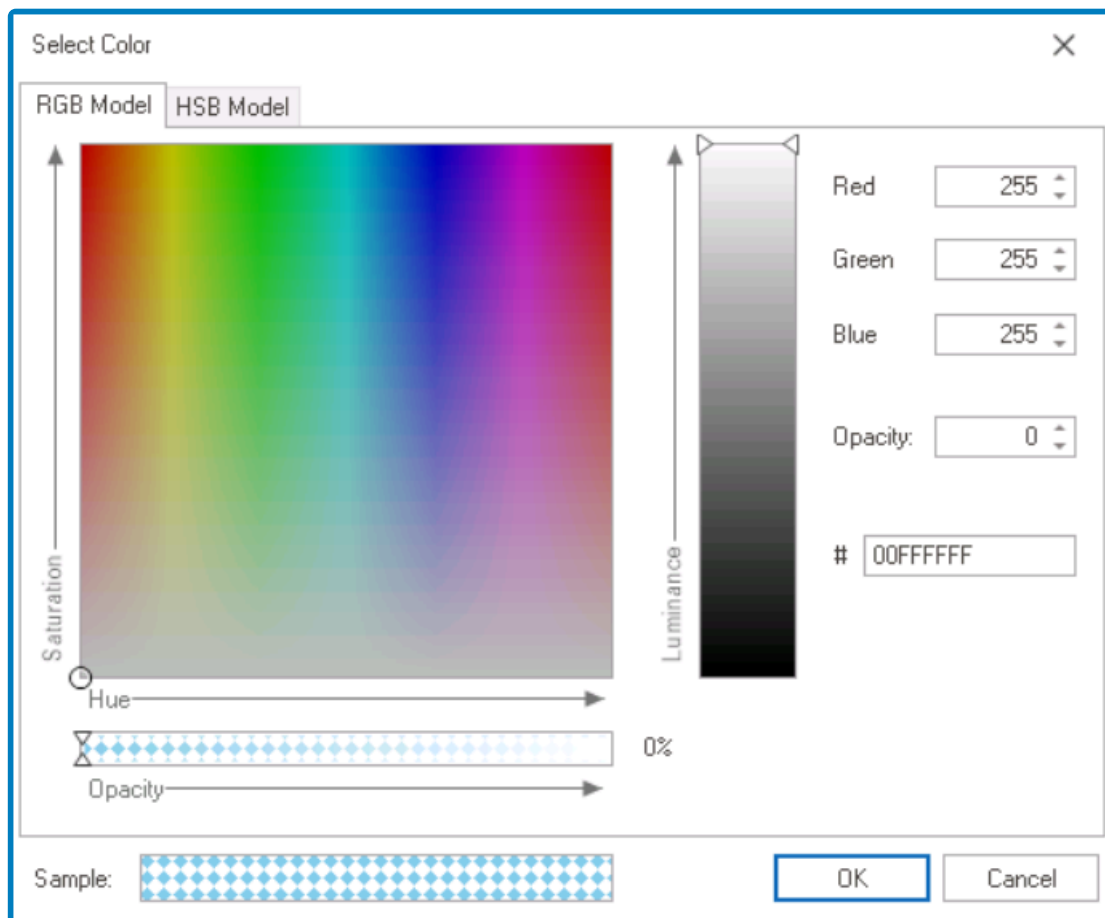 Select Color
RGB Model
HSB Model
Saturation
Hue
Opacity
0%
Luminance
Red 255
Green 255
Blue 255
Opacity: 0
# 00FFFFFF
Sample:
OK
Cancel